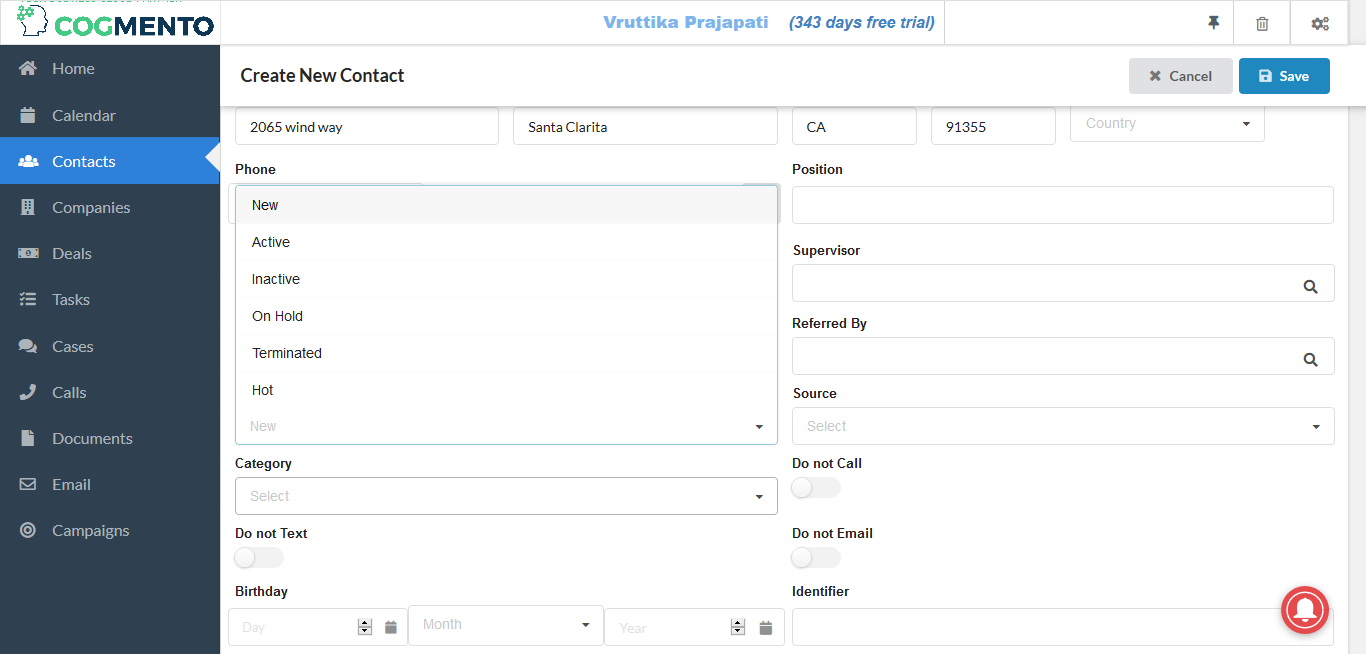 COGMENTO
Vruttika Prajapati (343 days free trial)
Home
Calendar
Contacts
Companies
Deals
Tasks
Cases
Calls
Documents
Email
Campaigns
Create New Contact
Cancel
Save
2065 wind way
Santa Clarita
CA
91355
Country
Phone
Position
New
Active
Inactive
On Hold
Terminated
Hot
New
Supervisor
Referred By
Source
Select
Category
Select
Do not Call
Do not Text
Do not Email
Birthday
Day
Month
Year
Identifier